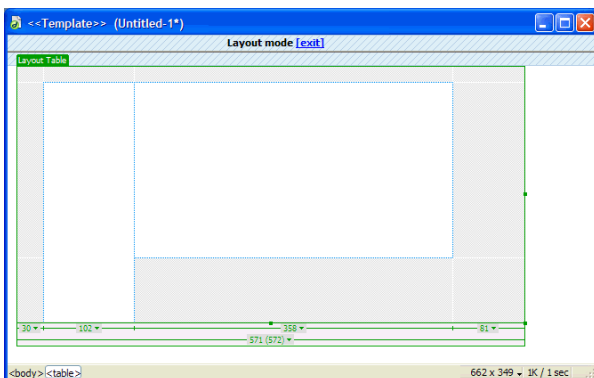 <<Template>> (Untitled-1*)
Layout mode [exit]
Layout Table
30 102 358 81
571 (572)
<body> <table> 662 x 349 1K / 1 sec